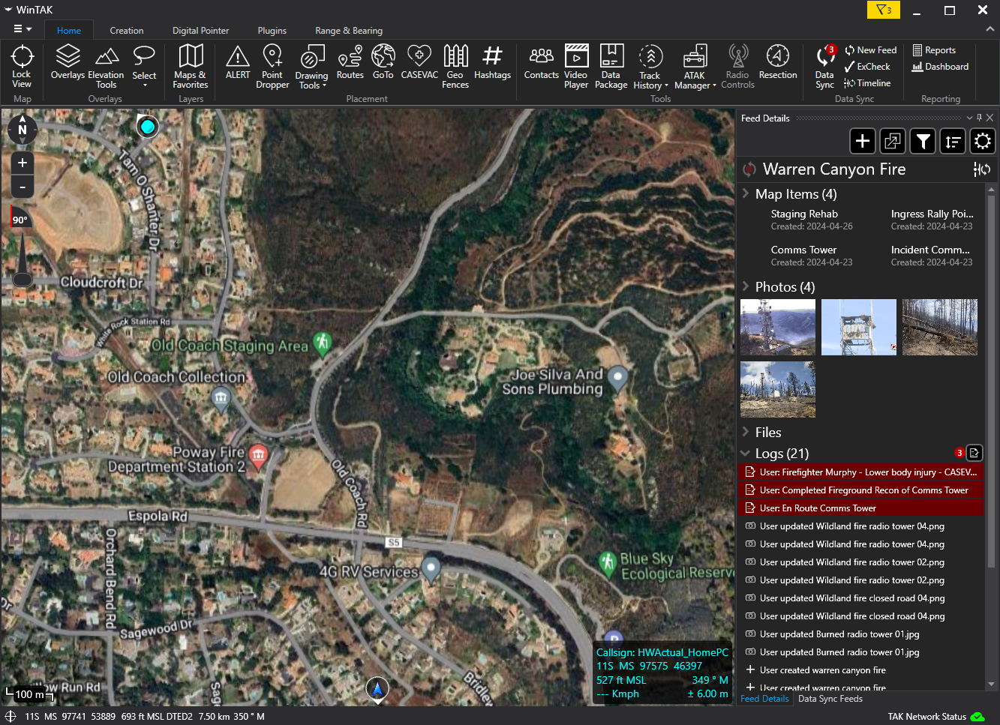 WinTAK
3
Home
Creation
Digital Pointer
Plugins
Range & Bearing
Lock
View
Map
Overlays
Elevation
Tools
Select
Overlays
Maps &
Favorites
Layers
ALERT
Point
Dropper
Drawing
Tools
Routes
GoTo
CASEVAC
Geo
Fences
Hashtags
Placement
Contacts
Video
Player
Data
Package
Track
History
ATAK
Manager
Radio
Controls
Resection
Tools
3
Data
Sync
New Feed
ExCheck
Timeline
Data Sync
Reports
Dashboard
Reporting
N
+
-
90°
Tam O'Shanter Dr
Cloudcroft Dr
White Rock Station Rd
Old Coach Staging Area
Old Coach Collection
Joe Silva And
Sons Plumbing
Poway Fire
Department Station 2
Old Coach Rd
Espola Rd
S5
Orchard Bend Rd
4G RV Services
Blue Sky
Ecological Reserv
Dr
Sagewood Dr
Run Rd
Sag
Bridle
P
100 m
Callsign: HWActual_HomePC
11S MS 97575 46397
527 ft MSL 349 ° M
--- Kmph ± 6.00 m
Feed Details
Warren Canyon Fire
Map Items (4)
Staging Rehab
Created: 2024-04-26
Ingress Rally Poi...
Created: 2024-04-23
Comms Tower
Created: 2024-04-23
Incident Comm...
Created: 2024-04-23
Photos (4)
Files
Logs (21)
3
User: Firefighter Murphy - Lower body injury - CASEV...
User: Completed Fireground Recon of Comms Tower
User: En Route Comms Tower
User updated Wildland fire radio tower 04.png
User updated Wildland fire radio tower 04.png
User updated Wildland fire radio tower 02.png
User updated Wildland fire radio tower 02.png
User updated Wildland fire closed road 04.png
User updated Wildland fire closed road 04.png
User updated Burned radio tower 01.jpg
User updated Burned radio tower 01.jpg
User created warren canyon fire
User created warren canyon fire
Feed Details
Data Sync Feeds
11S MS 97741 53889 693 ft MSL DTED2 7.50 km 350 ° M
TAK Network Status